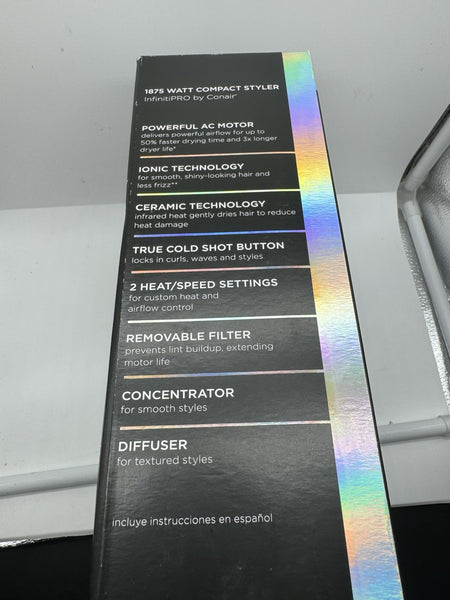 1875 WATT COMPACT STYLER
InfinitiPRO by Conair®
POWERFUL AC MOTOR
delivers powerful airflow for up to
50% faster drying time and 3x longer
dryer life*
IONIC TECHNOLOGY
for smooth, shiny-looking hair and
less frizz**
CERAMIC TECHNOLOGY
infrared heat gently dries hair to reduce
heat damage
TRUE COLD SHOT BUTTON
locks in curls, waves and styles
2 HEAT/SPEED SETTINGS
for custom heat and
airflow control
REMOVABLE FILTER
prevents lint buildup, extending
motor life
CONCENTRATOR
for smooth styles
DIFFUSER
for textured styles
incluye instrucciones en español